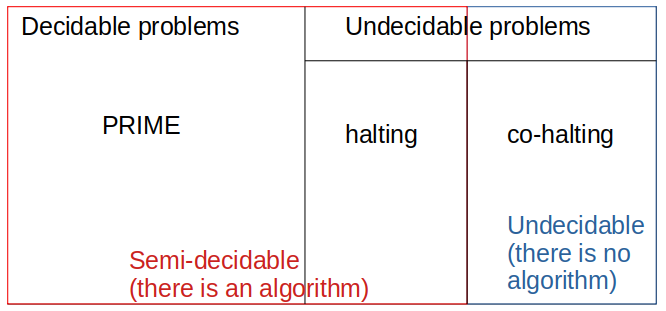 Decidable problems
Undecidable problems
PRIME
halting
co-halting
Semi-decidable
(there is an algorithm)
Undecidable
(there is no
algorithm)